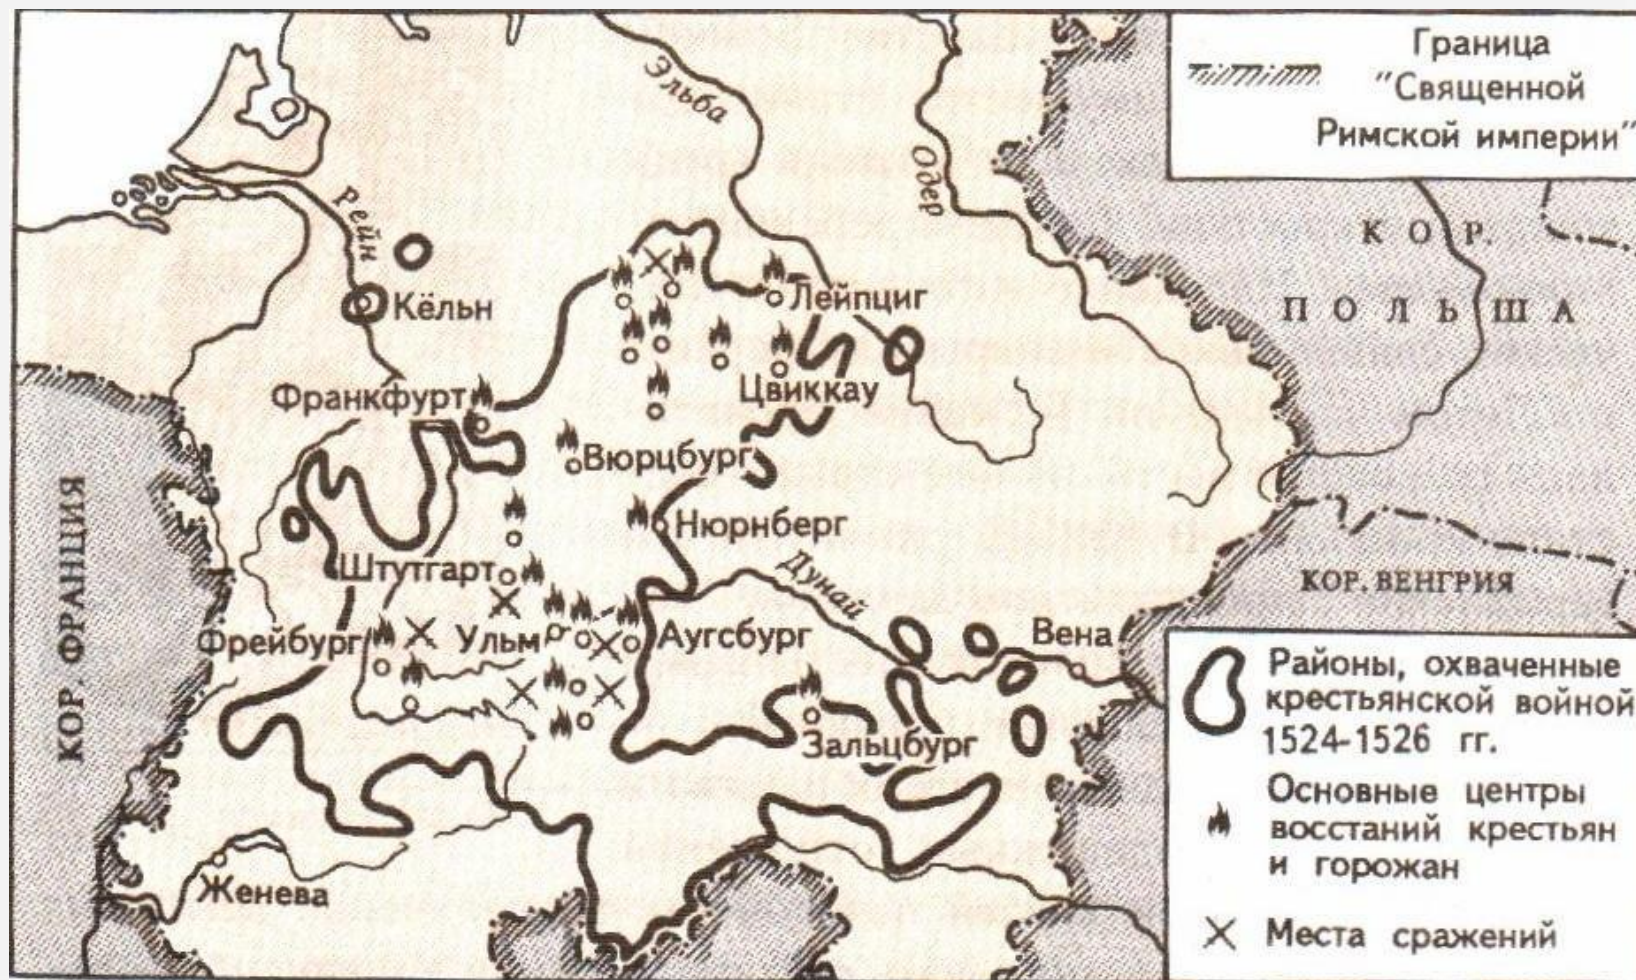 Граница
"Священной
Римской империи"
Эльба
Одер
Рейн
КОР.
ПОЛЬША
Кёльн
Лейпциг
Франкфурт
Цвиккау
Вюрцбург
КОР. ФРАНЦИЯ
Нюрнберг
Штутгарт
Дунай
КОР. ВЕНГРИЯ
Фрейбург
Ульм
Аугсбург
Вена
Зальцбург
Женева
Районы, охваченные
крестьянской войной
1524-1526 гг.
Основные центры
восстаний крестьян
и горожан
Места сражений